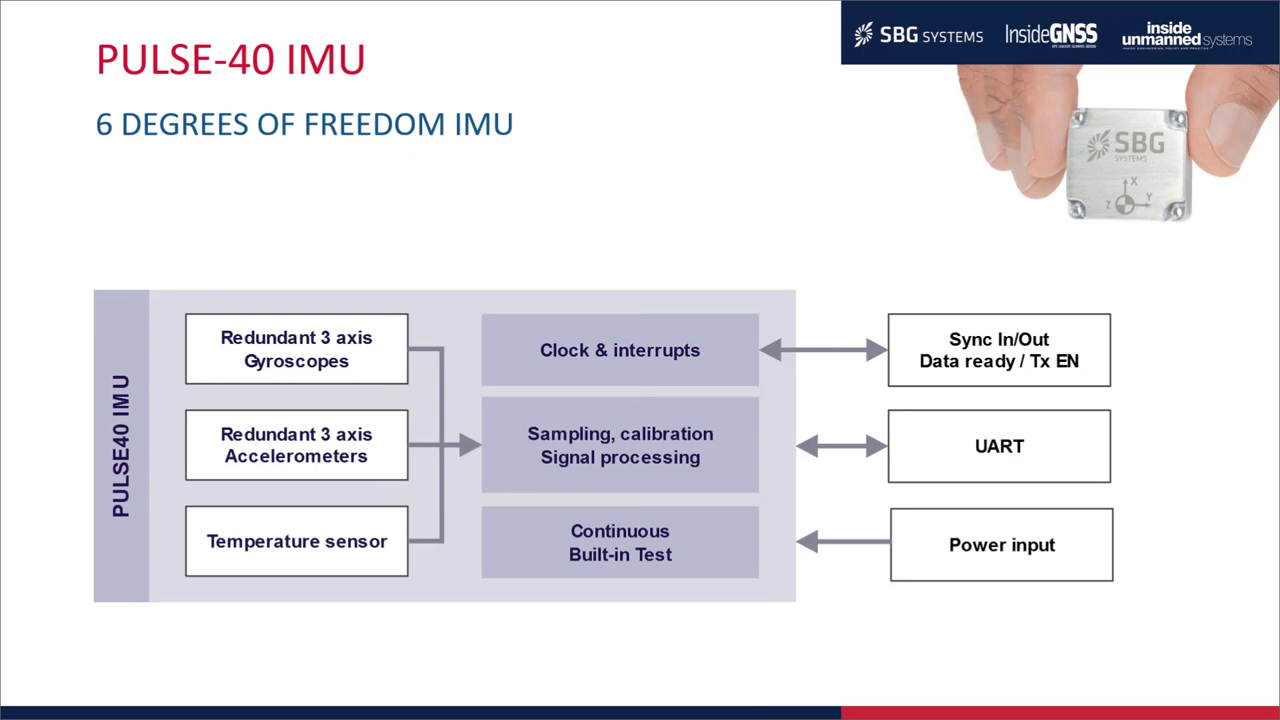 PULSE-40 IMU
6 DEGREES OF FREEDOM IMU
SBG SYSTEMS
InsideGNSS
inside
unmanned systems
SBG
SYSTEMS
X
Y
Z
PULSE40 IMU
Redundant 3 axis
Gyroscopes
Redundant 3 axis
Accelerometers
Temperature sensor
Clock & interrupts
Sampling, calibration
Signal processing
Continuous
Built-in Test
Sync In/Out
Data ready / Tx EN
UART
Power input